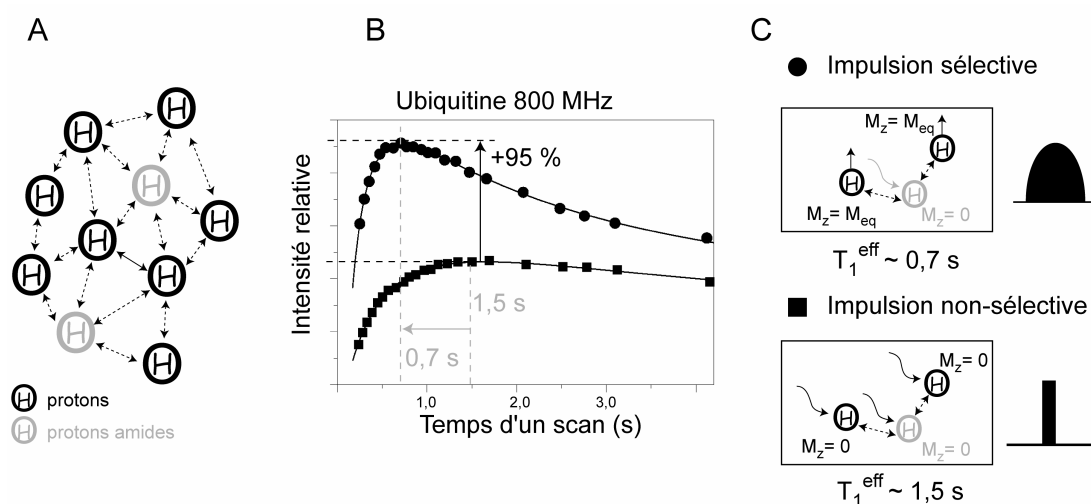 A
H
H
H
H
H
H
H
H
H
H
H protons
H protons amides
B
Ubiquitine 800 MHz
Intensité relative
+95 %
1,5 s
0,7 s
1,0
2,0
3,0
Temps d'un scan (s)
C
Impulsion sélective
M_z= M_eq
H
H
H
M_z= M_eq
M_z= 0
T_1^eff ~ 0,7 s
Impulsion non-sélective
H
M_z= 0
H
H
M_z= 0
M_z= 0
T_1^eff ~ 1,5 s